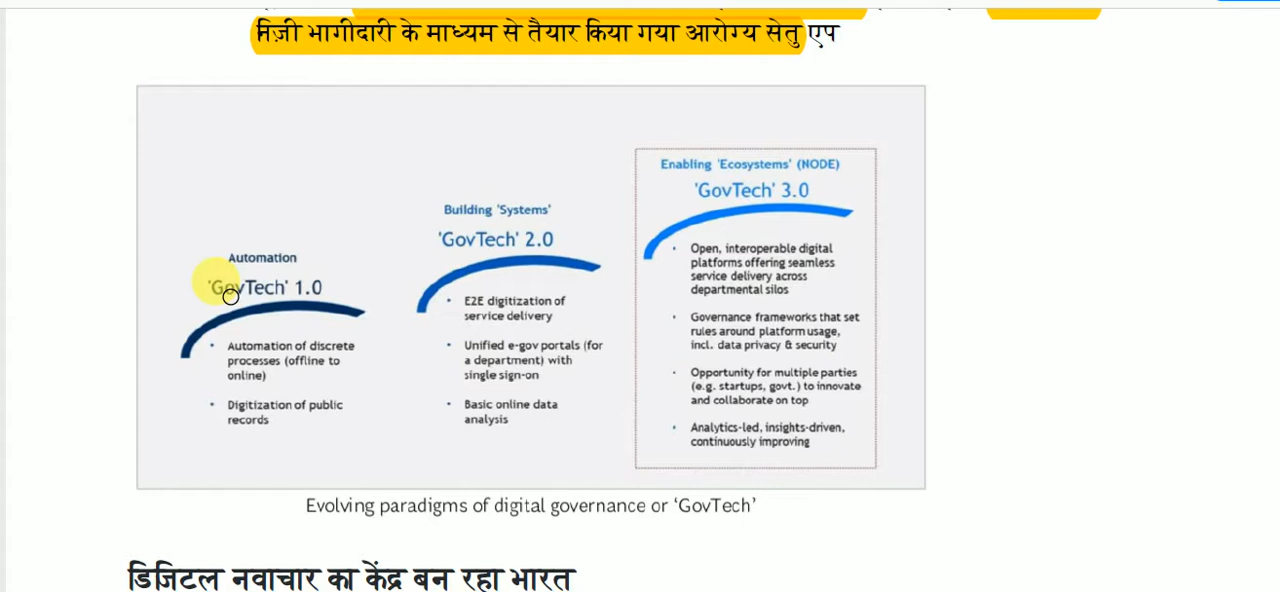 निज़ी भागीदारी के माध्यम से तैयार किया गया आरोग्य सेतु एप
Automation
'GovTech' 1.0
• Automation of discrete
processes (offline to
online)
• Digitization of public
records
Building 'Systems'
'GovTech' 2.0
• E2E digitization of
service delivery
• Unified e-gov portals (for
a department) with
single sign-on
• Basic online data
analysis
Enabling 'Ecosystems' (NODE)
'GovTech' 3.0
• Open, interoperable digital
platforms offering seamless
service delivery across
departmental silos
• Governance frameworks that set
rules around platform usage,
incl. data privacy & security
• Opportunity for multiple parties
(e.g. startups, govt.) to innovate
and collaborate on top
• Analytics-led, insights-driven,
continuously improving
Evolving paradigms of digital governance or ‘GovTech’
डिजिटल नवाचार का केंद्र बन रहा भारत